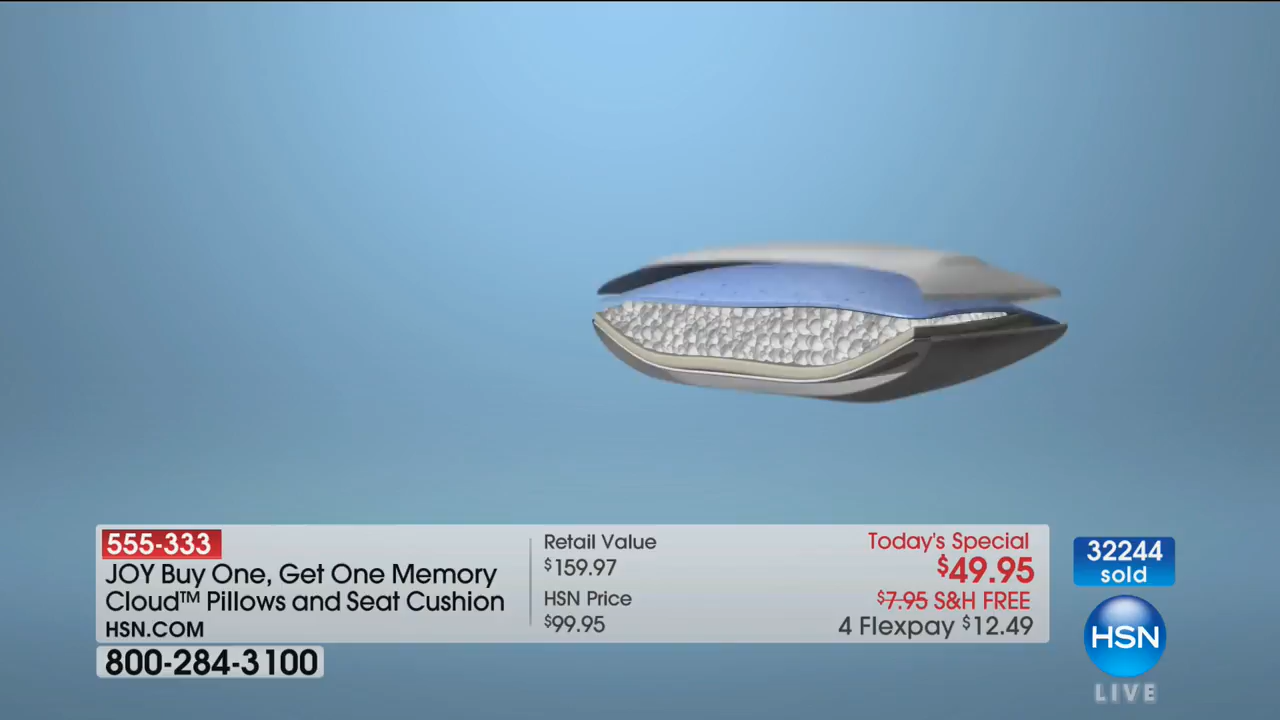 555-333
JOY Buy One, Get One Memory
Cloud™ Pillows and Seat Cushion
HSN.COM
800-284-3100
Retail Value
$159.97
HSN Price
$99.95
Today's Special
$49.95
$7.95 S&H FREE
4 Flexpay $12.49
32244
sold
HSN
LIVE